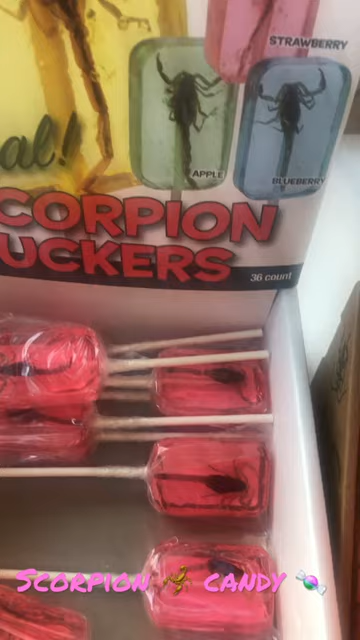 STRAWBERRY
al!
APPLE
BLUEBERRY
CORPION
UCKERS
36 count
SCORPION 🦂 CANDY 🍬